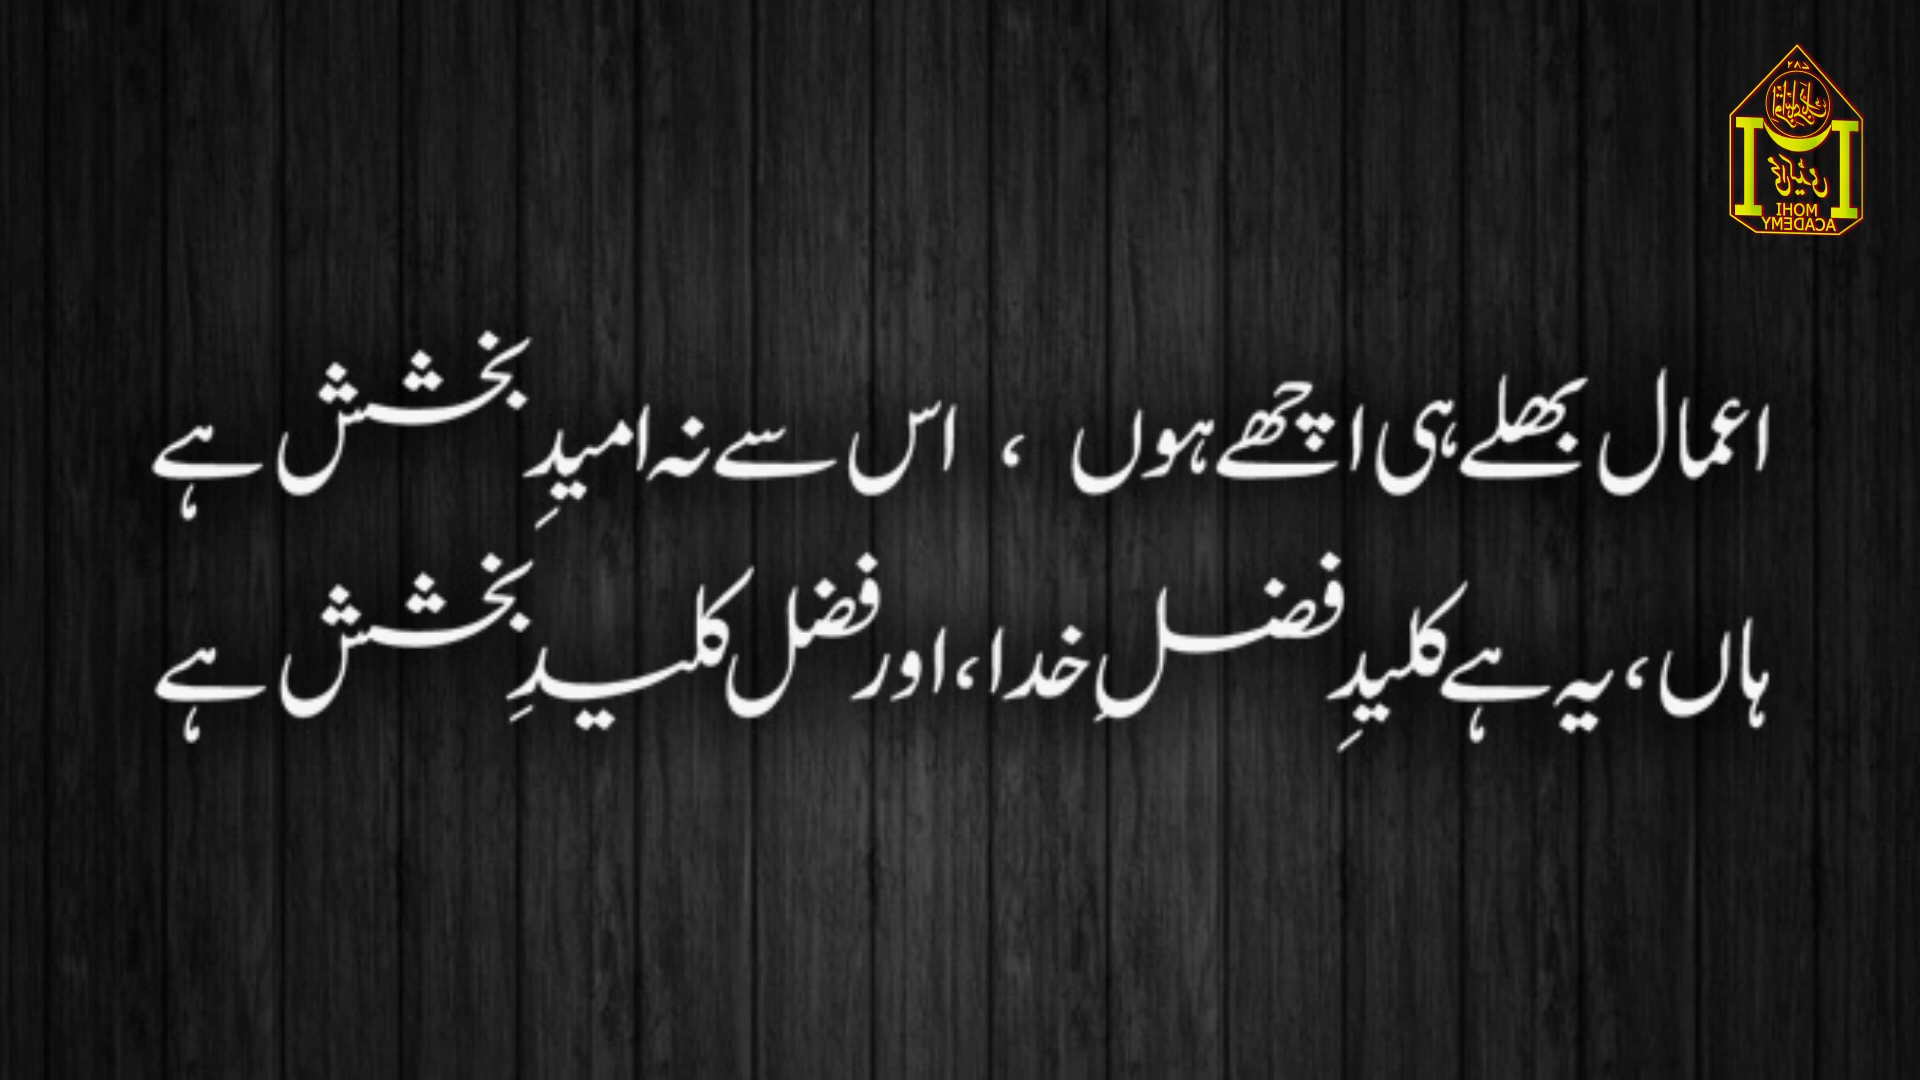 MOHI
ACADEMY
اعمال بھلے ہی اچھے ہوں ، اس سے نہ امیدِ بخشش ہے
ہاں، یہ ہے کلیدِ فضلِ خدا، اور فضل کلیدِ بخشش ہے